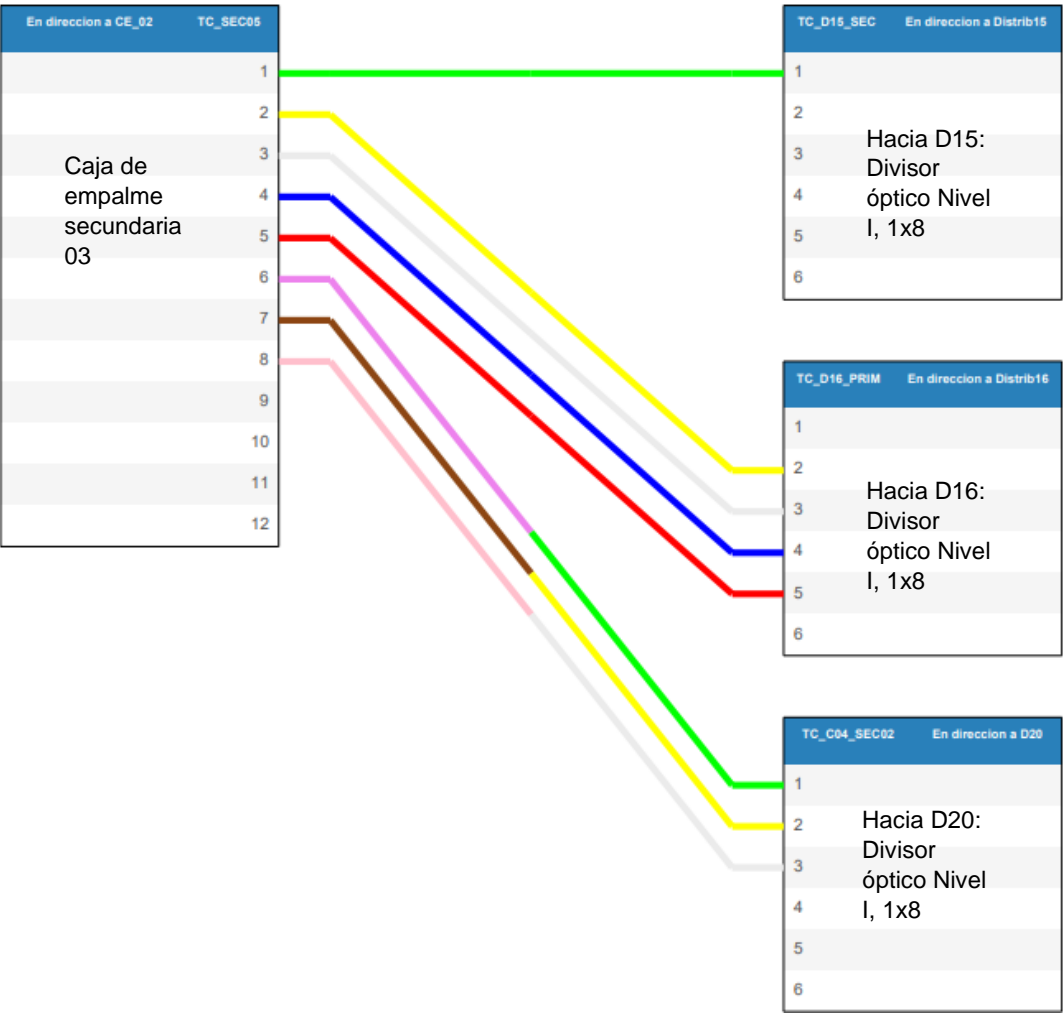 En direccion a CE_02 TC_SEC05
1
2
3
4
5
6
7
8
9
10
11
12
Caja de
empalme
secundaria
03
TC_D15_SEC En direccion a Distrib15
1
2
3
4
5
6
Hacia D15:
Divisor
óptico Nivel
I, 1x8
TC_D16_PRIM En direccion a Distrib16
1
2
3
4
5
6
Hacia D16:
Divisor
óptico Nivel
I, 1x8
TC_C04_SEC02 En direccion a D20
1
2
3
4
5
6
Hacia D20:
Divisor
óptico Nivel
I, 1x8